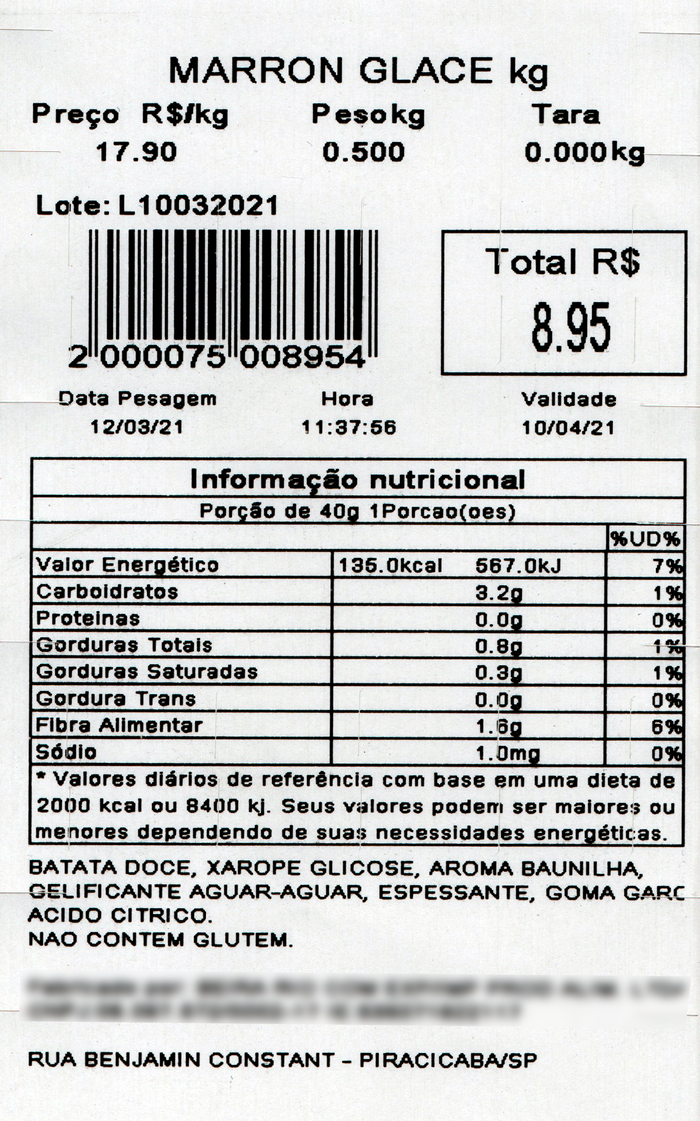 MARRON GLACE kg
Preço R$/kg Pesokg Tara
17.90 0.500 0.000kg
Lote: L10032021
Total R$
8.95
2 000075 008954
Data Pesagem Hora Validade
12/03/21 11:37:56 10/04/21
Informação nutricional
Porção de 40g 1Porcao(oes)
%UD%
Valor Energético 135.0kcal 567.0kJ 7%
Carboidratos 3.2g 1%
Proteinas 0.0g 0%
Gorduras Totais 0.8g 1%
Gorduras Saturadas 0.3g 1%
Gordura Trans 0.0g 0%
Fibra Alimentar 1.6g 6%
Sódio 1.0mg 0%
* Valores diários de referência com base em uma dieta de
2000 kcal ou 8400 kj. Seus valores podem ser maiores ou
menores dependendo de suas necessidades energéticas.
BATATA DOCE, XAROPE GLICOSE, AROMA BAUNILHA,
GELIFICANTE AGUAR-AGUAR, ESPESSANTE, GOMA GARC
ACIDO CITRICO.
NAO CONTEM GLUTEM.
RUA BENJAMIN CONSTANT - PIRACICABA/SP